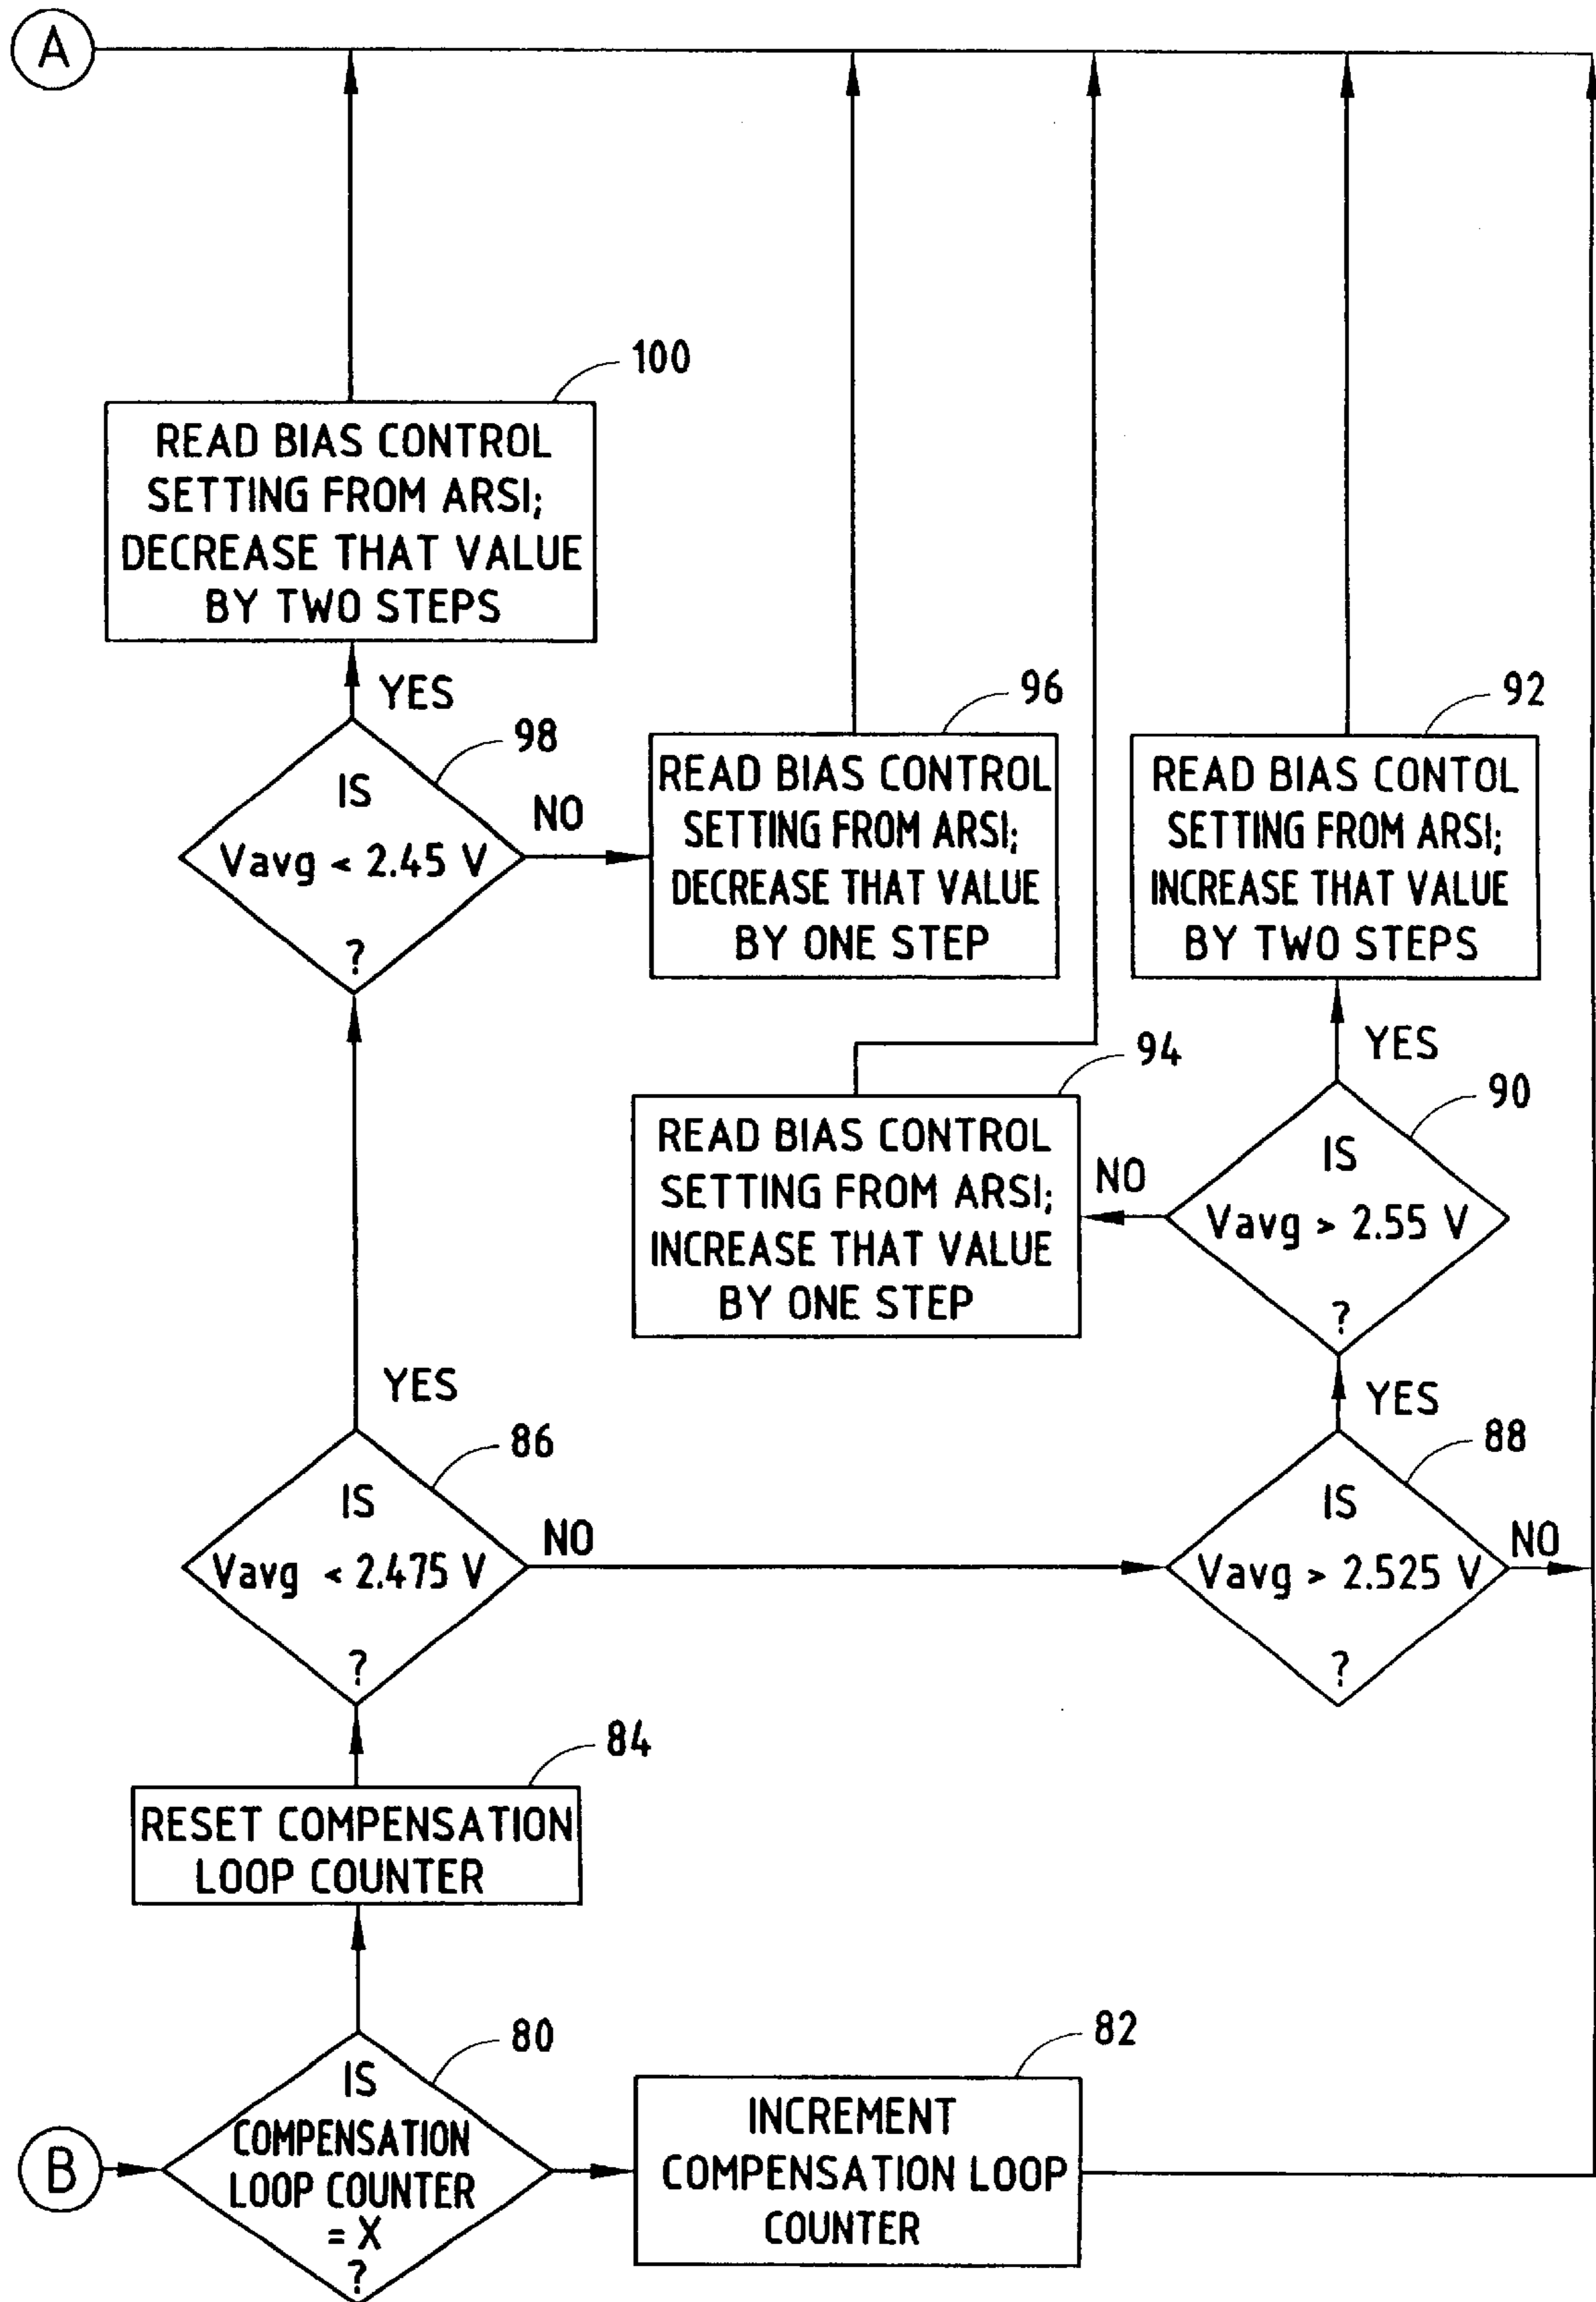 A
100
READ BIAS CONTROL
SETTING FROM ARSI;
DECREASE THAT VALUE
BY TWO STEPS
YES
98
IS
Vavg < 2.45 V
?
NO
96
READ BIAS CONTROL
SETTING FROM ARSI;
DECREASE THAT VALUE
BY ONE STEP
92
READ BIAS CONTOL
SETTING FROM ARSI;
INCREASE THAT VALUE
BY TWO STEPS
YES
94
READ BIAS CONTROL
SETTING FROM ARSI;
INCREASE THAT VALUE
BY ONE STEP
NO
90
IS
Vavg > 2.55 V
?
YES
YES
86
IS
Vavg < 2.475 V
?
NO
88
IS
Vavg > 2.525 V
?
NO
84
RESET COMPENSATION
LOOP COUNTER
80
IS
COMPENSATION
LOOP COUNTER
= X
?
B
82
INCREMENT
COMPENSATION LOOP
COUNTER